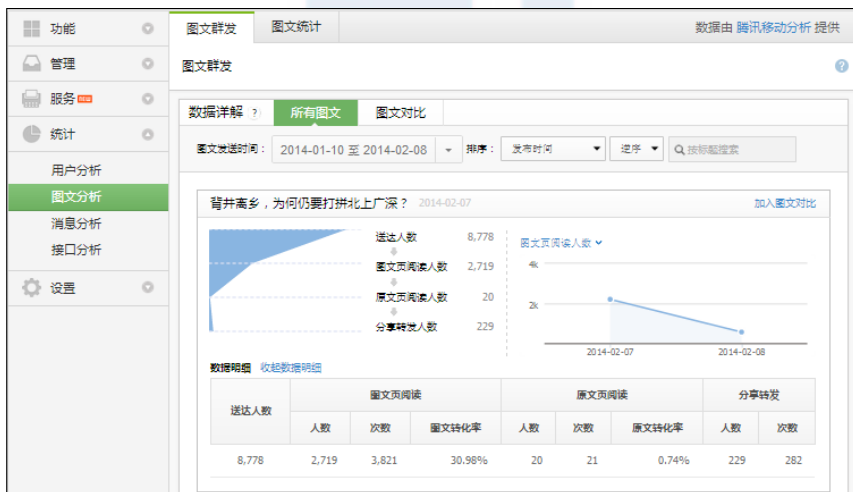 功能
管理
服务 NEW
统计
用户分析
图文分析
消息分析
接口分析
设置
图文群发 图文统计 数据由 腾讯移动分析 提供
图文群发 ?
数据详解 ? 所有图文 图文对比
图文发送时间： 2014-01-10 至 2014-02-08 排序： 发布时间 逆序 按标题搜索
背井离乡，为何仍要打拼北上广深？ 2014-02-07 加入图文对比
送达人数 8,778
图文页阅读人数 2,719
原文页阅读人数 20
分享转发人数 229
图文页阅读人数
4k
2k
2014-02-07 2014-02-08
数据明细 收起数据明细
送达人数 图文页阅读 原文页阅读 分享转发
人数 次数 图文转化率 人数 次数 原文转化率 人数 次数
8,778 2,719 3,821 30.98% 20 21 0.74% 229 282